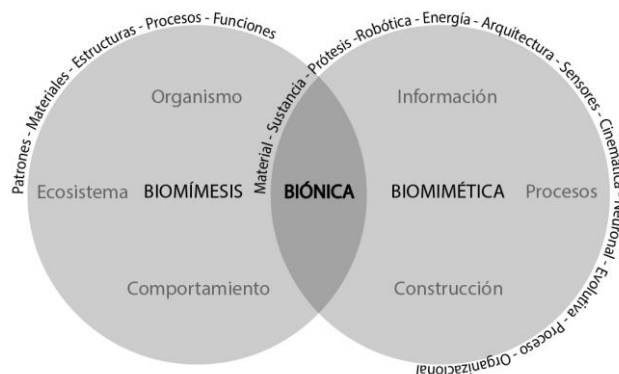 Patrones - Materiales - Estructuras - Procesos - Funciones
Material - Sustancia - Prótesis -Robótica - Energía - Arquitectura - Sensores - Cinemática - Neuronal - Evolutiva - Proceso - Organizacional
Organismo
Información
Ecosistema
BIOMÍMESIS
BIÓNICA
BIOMIMÉTICA
Procesos
Comportamiento
Construcción